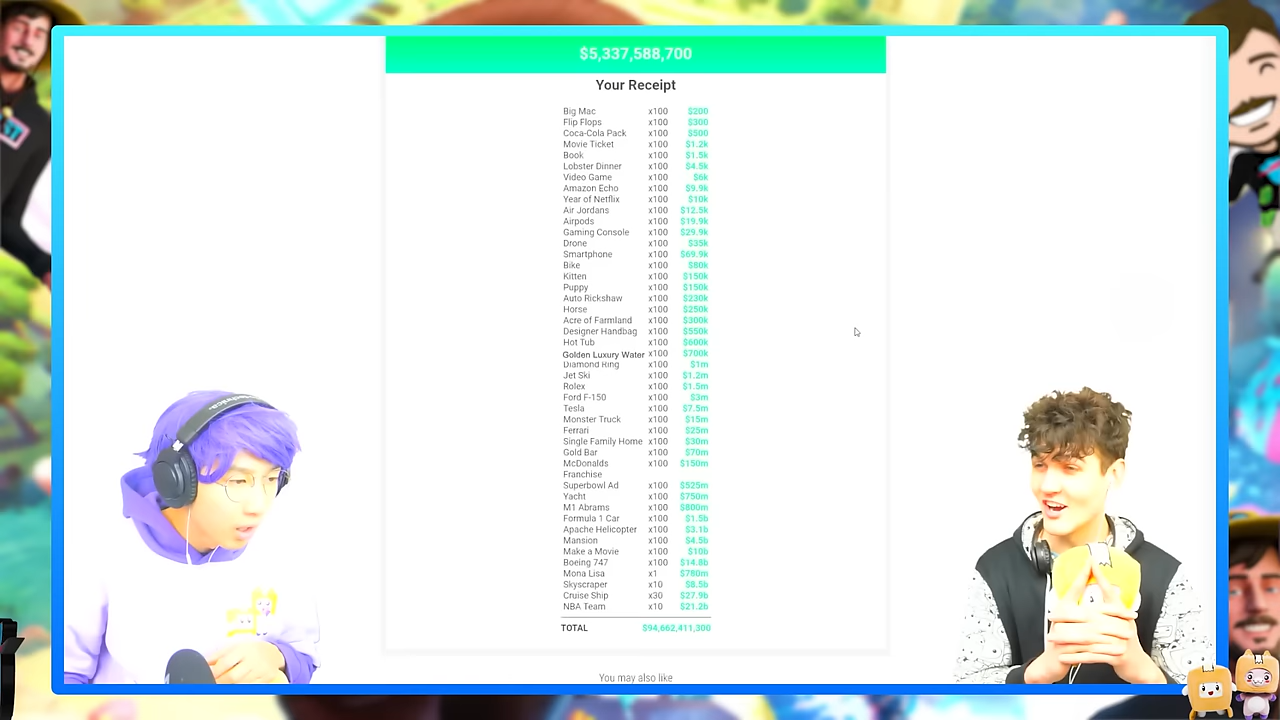 $5,337,588,700
Your Receipt
Big Mac x100 $200
Flip Flops x100 $300
Coca-Cola Pack x100 $500
Movie Ticket x100 $1.2k
Book x100 $1.5k
Lobster Dinner x100 $4.5k
Video Game x100 $6k
Amazon Echo x100 $9.9k
Year of Netflix x100 $10k
Air Jordans x100 $12.5k
Airpods x100 $19.9k
Gaming Console x100 $29.9k
Drone x100 $35k
Smartphone x100 $69.9k
Bike x100 $80k
Kitten x100 $150k
Puppy x100 $150k
Auto Rickshaw x100 $230k
Horse x100 $250k
Acre of Farmland x100 $300k
Designer Handbag x100 $550k
Hot Tub x100 $600k
Golden Luxury Water x100 $700k
Diamond Ring x100 $1m
Jet Ski x100 $1.2m
Rolex x100 $1.5m
Ford F-150 x100 $3m
Tesla x100 $7.5m
Monster Truck x100 $15m
Ferrari x100 $25m
Single Family Home x100 $30m
Gold Bar x100 $70m
McDonalds x100 $150m
Franchise
Superbowl Ad x100 $525m
Yacht x100 $750m
M1 Abrams x100 $800m
Formula 1 Car x100 $1.5b
Apache Helicopter x100 $3.1b
Mansion x100 $4.5b
Make a Movie x100 $10b
Boeing 747 x100 $14.8b
Mona Lisa x1 $780m
Skyscraper x10 $8.5b
Cruise Ship x30 $27.9b
NBA Team x10 $21.2b
TOTAL $94,662,411,300
You may also like